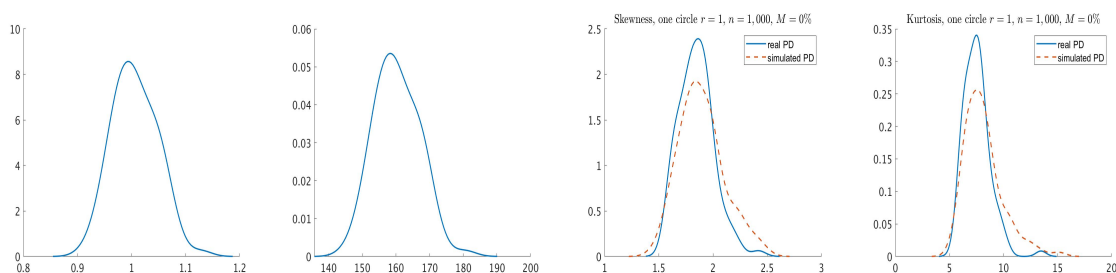 Skewness, one circle r = 1, n = 1,000, M = 0%
Kurtosis, one circle r = 1, n = 1,000, M = 0%
10
8
6
4
2
0
0.8 0.9 1 1.1 1.2
0.06
0.05
0.04
0.03
0.02
0.01
0
140 150 160 170 180 190 200
2.5
2
1.5
1
0.5
0
1 1.5 2 2.5 3
real PD
simulated PD
0.35
0.3
0.25
0.2
0.15
0.1
0.05
0
0 5 10 15 20
real PD
simulated PD